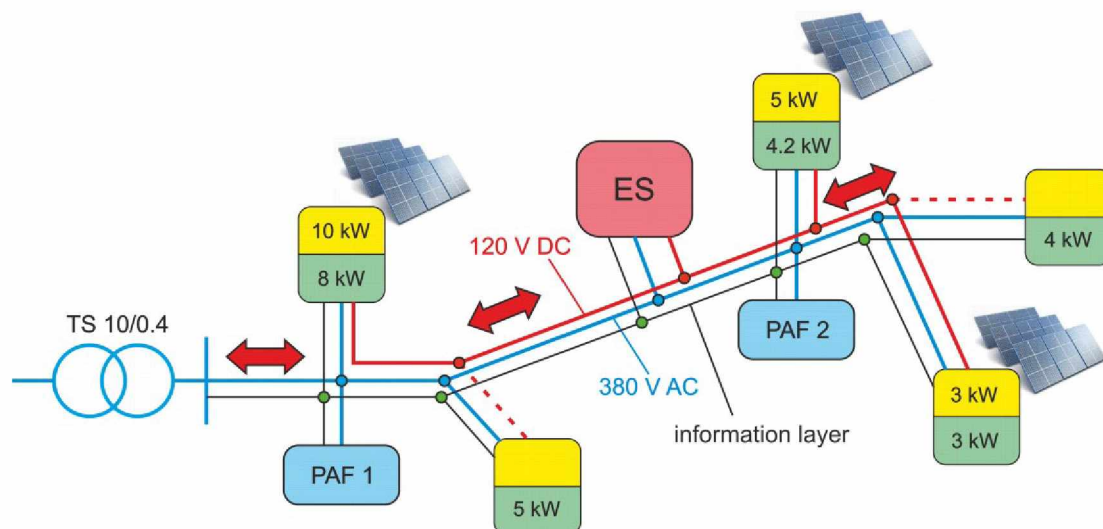 5 kW
4.2 kW
ES
10 kW
8 kW
120 V DC
4 kW
TS 10/0.4
PAF 2
380 V AC
3 kW
3 kW
information layer
PAF 1
5 kW